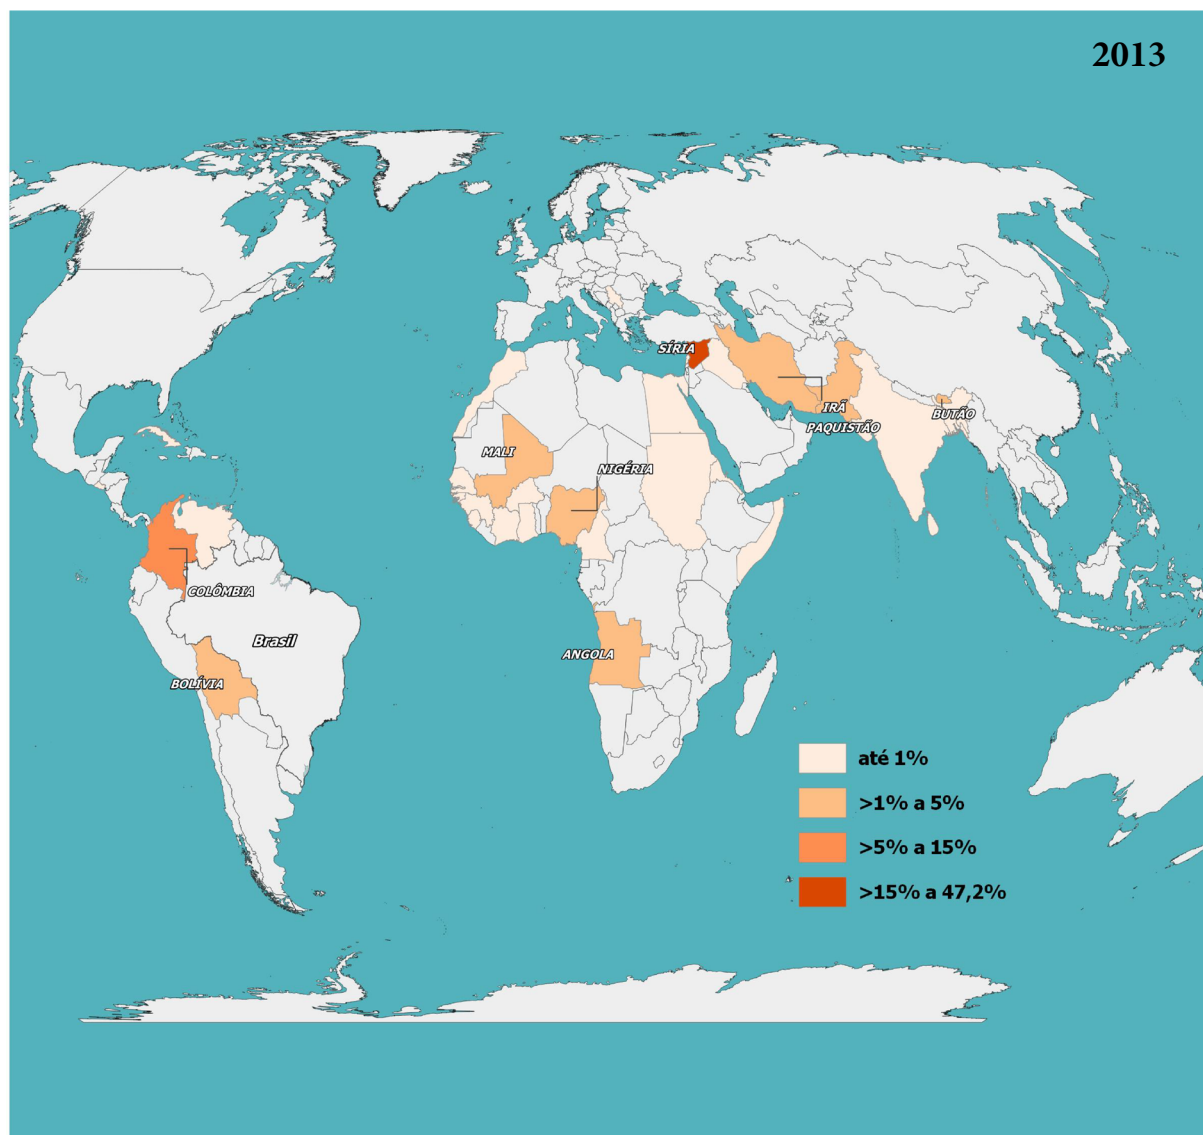 2013
SÍRIA
IRÃ
BUTÃO
PAQUISTÃO
MALI
NIGÉRIA
COLÔMBIA
Brasil
ANGOLA
BOLÍVIA
até 1%
>1% a 5%
>5% a 15%
>15% a 47,2%